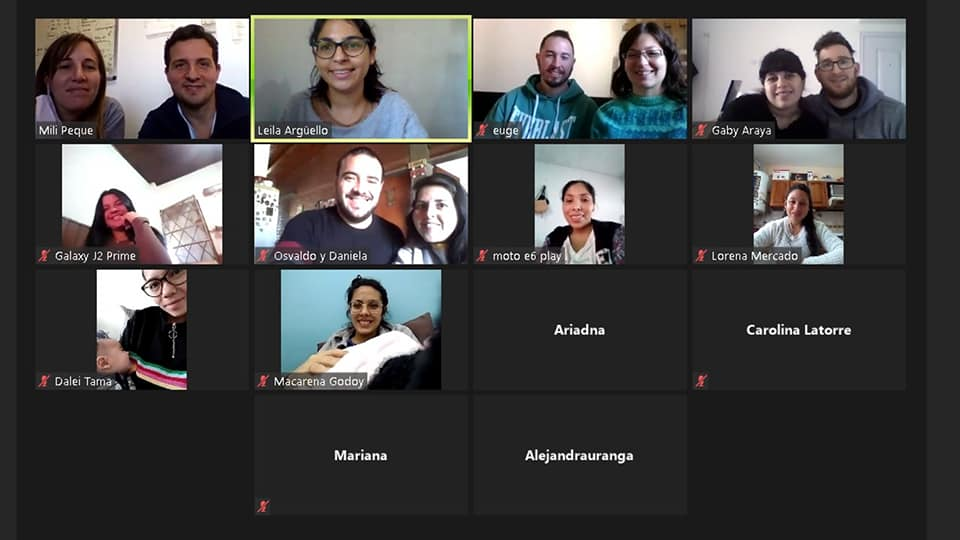 Mili Peque
Leila Argüello
euge
Gaby Araya
Galaxy J2 Prime
Osvaldo y Daniela
moto e6 play
Lorena Mercado
Dalei Tama
Macarena Godoy
Ariadna
Carolina Latorre
Mariana
Alejandrauranga